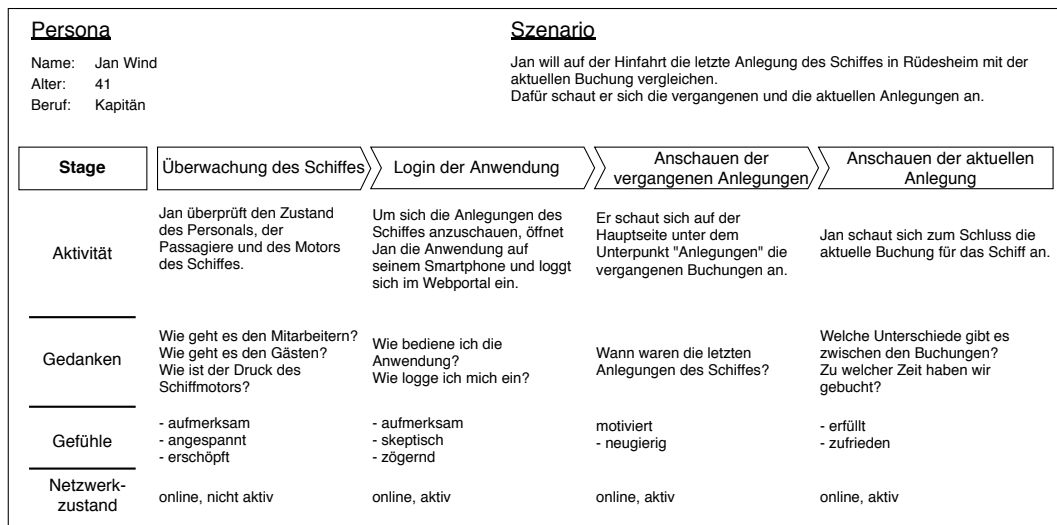 Persona
Name: Jan Wind
Alter: 41
Beruf: Kapitän
Szenario
Jan will auf der Hinfahrt die letzte Anlegung des Schiffes in Rüdesheim mit der
aktuellen Buchung vergleichen.
Dafür schaut er sich die vergangenen und die aktuellen Anlegungen an.
Stage
Überwachung des Schiffes
Login der Anwendung
Anschauen der
vergangenen Anlegungen
Anschauen der aktuellen
Anlegung
Aktivität
Jan überprüft den Zustand
des Personals, der
Passagiere und des Motors
des Schiffes.
Um sich die Anlegungen des
Schiffes anzuschauen, öffnet
Jan die Anwendung auf
seinem Smartphone und loggt
sich im Webportal ein.
Er schaut sich auf der
Hauptseite unter dem
Unterpunkt "Anlegungen" die
vergangenen Buchungen an.
Jan schaut sich zum Schluss die
aktuelle Buchung für das Schiff an.
Gedanken
Wie geht es den Mitarbeitern?
Wie geht es den Gästen?
Wie ist der Druck des
Schiffmotors?
Wie bediene ich die
Anwendung?
Wie logge ich mich ein?
Wann waren die letzten
Anlegungen des Schiffes?
Welche Unterschiede gibt es
zwischen den Buchungen?
Zu welcher Zeit haben wir
gebucht?
Gefühle
- aufmerksam
- angespannt
- erschöpft
- aufmerksam
- skeptisch
- zögernd
motiviert
- neugierig
- erfüllt
- zufrieden
Netzwerk-
zustand
online, nicht aktiv
online, aktiv
online, aktiv
online, aktiv